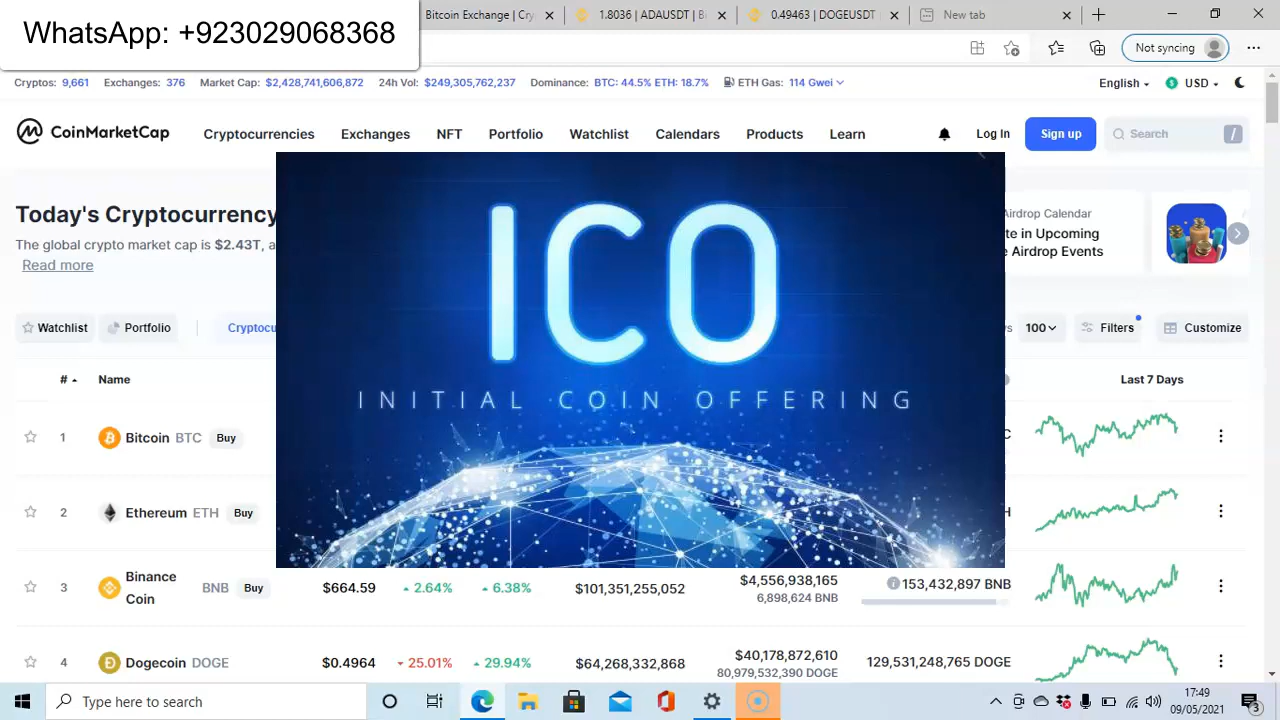 WhatsApp: +923029068368
Bitcoin Exchange | Cry
1.8036 | ADAUSDT | B
0.49463 | DOGEUSDT
New tab
Not syncing
Cryptos: 9,661 Exchanges: 376 Market Cap: $2,428,741,606,872 24h Vol: $249,305,762,237 Dominance: BTC: 44.5% ETH: 18.7% ETH Gas: 114 Gwei
English USD
CoinMarketCap Cryptocurrencies Exchanges NFT Portfolio Watchlist Calendars Products Learn Log In Sign up Search /
Today's Cryptocurrency
The global crypto market cap is $2.43T, a
Read more
Airdrop Calendar
te in Upcoming
e Airdrop Events
ICO
INITIAL COIN OFFERING
Watchlist Portfolio Cryptocu
100 Filters Customize
# Name Last 7 Days
1 Bitcoin BTC Buy
2 Ethereum ETH Buy
3 Binance Coin BNB Buy $664.59 2.64% 6.38% $101,351,255,052 $4,556,938,165 153,432,897 BNB
6,898,624 BNB
4 Dogecoin DOGE $0.4964 25.01% 29.94% $64,268,332,868 $40,178,872,610 129,531,248,765 DOGE
80,979,532,390 DOGE
Type here to search
17:49
09/05/2021
3